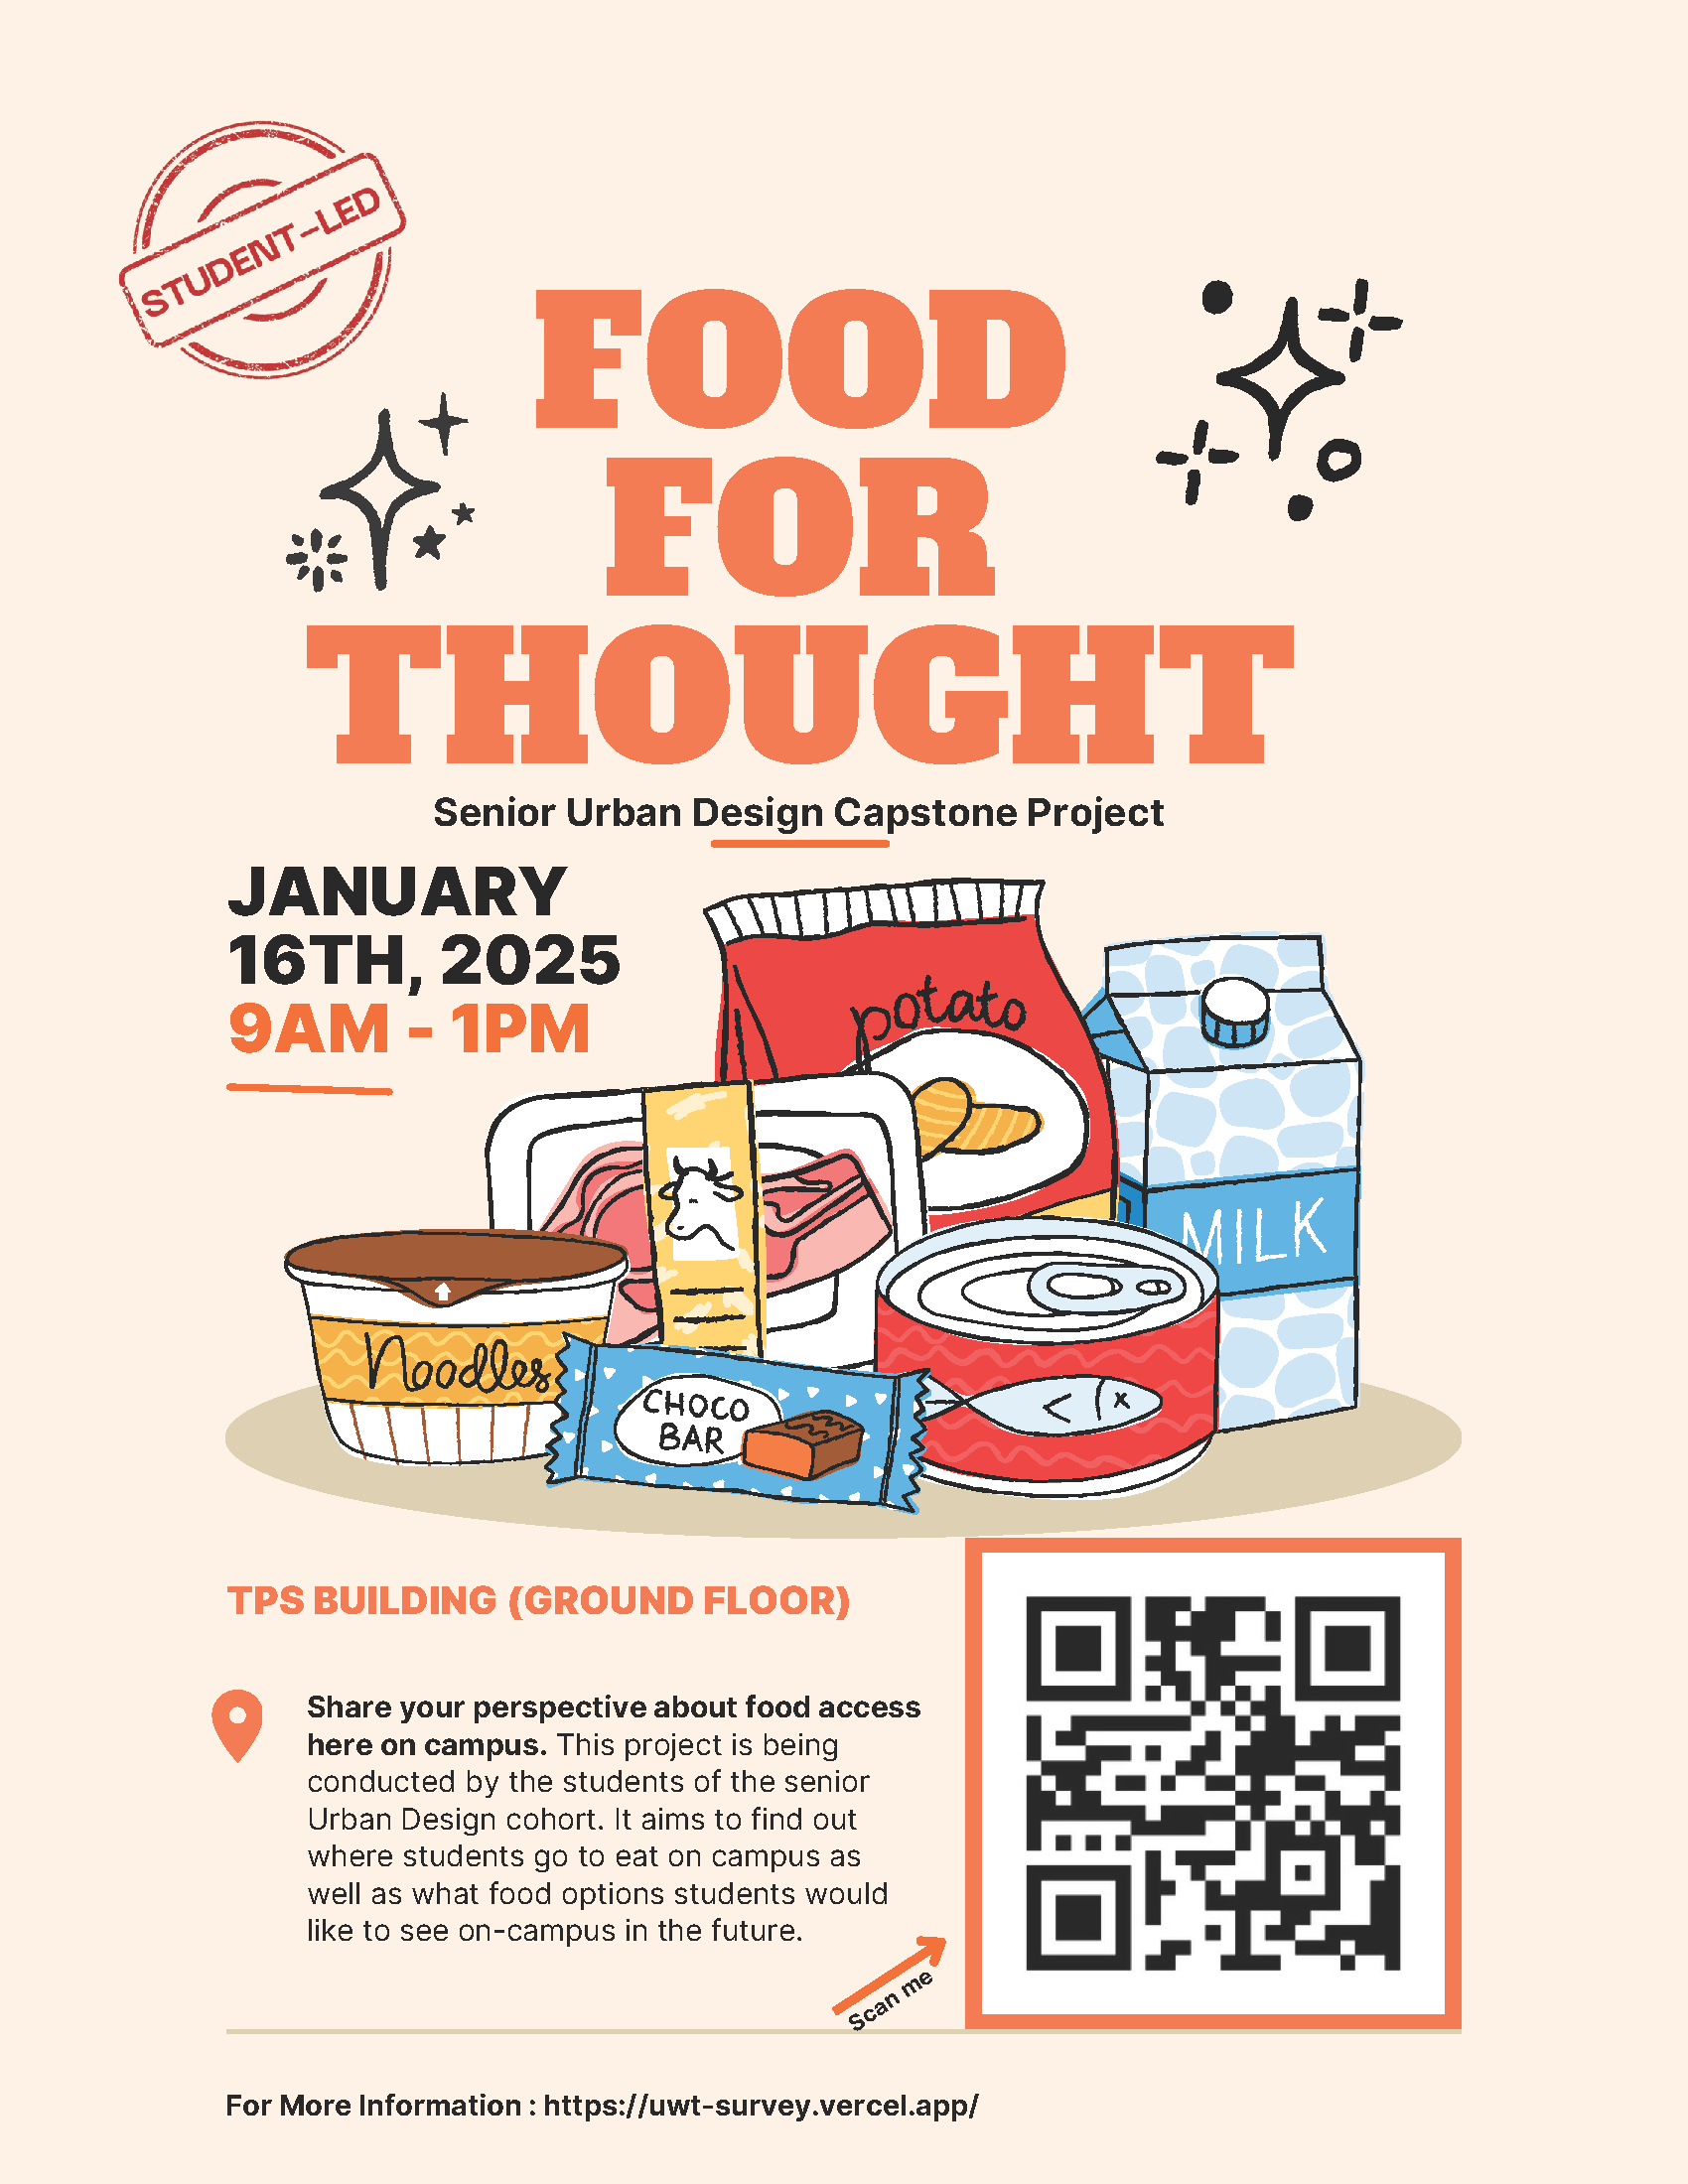 STUDENT-LED
FOOD
FOR
THOUGHT
Senior Urban Design Capstone Project
JANUARY
16TH, 2025
9AM - 1PM
potato
MILK
Noodles
CHOCO
BAR
TPS BUILDING (GROUND FLOOR)
Share your perspective about food access
here on campus. This project is being
conducted by the students of the senior
Urban Design cohort. It aims to find out
where students go to eat on campus as
well as what food options students would
like to see on-campus in the future.
Scan me
For More Information : https://uwt-survey.vercel.app/